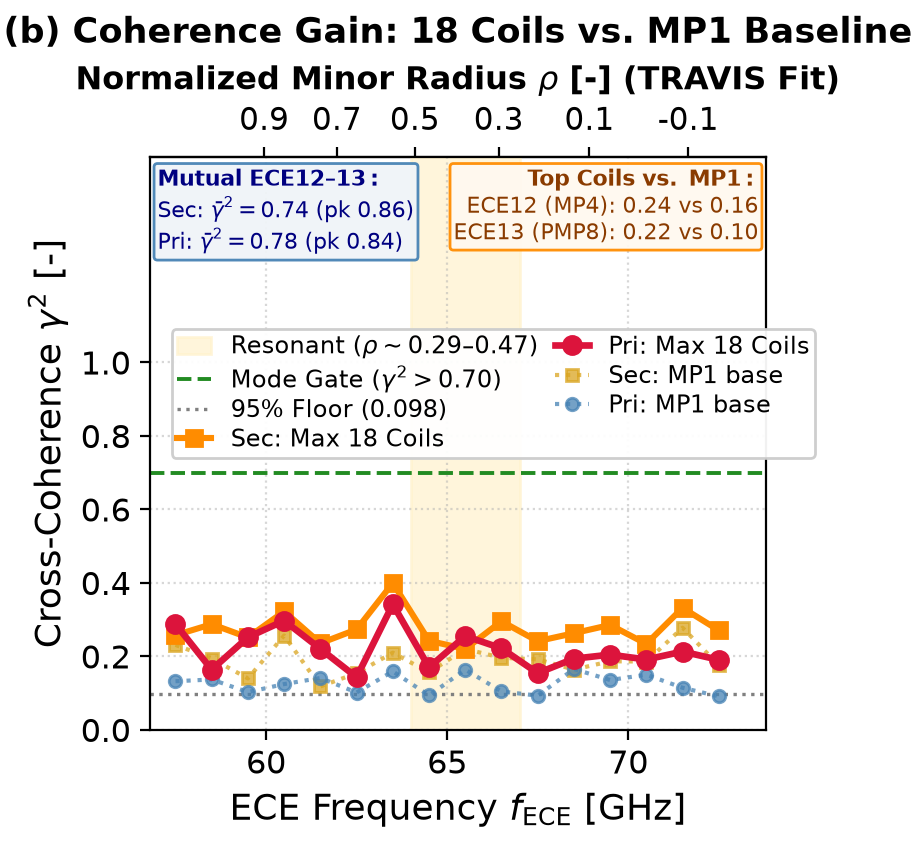 (b) Coherence Gain: 18 Coils vs. MP1 Baseline
Normalized Minor Radius ρ [-] (TRAVIS Fit)
0.9 0.7 0.5 0.3 0.1 -0.1
Mutual ECE12–13:
Sec: γ̄² = 0.74 (pk 0.86)
Pri: γ̄² = 0.78 (pk 0.84)
Top Coils vs. MP1:
ECE12 (MP4): 0.24 vs 0.16
ECE13 (PMP8): 0.22 vs 0.10
Resonant (ρ ~ 0.29–0.47)
Mode Gate (γ² > 0.70)
95% Floor (0.098)
Sec: Max 18 Coils
Pri: Max 18 Coils
Sec: MP1 base
Pri: MP1 base
Cross-Coherence γ² [-]
1.0
0.8
0.6
0.4
0.2
0.0
60 65 70
ECE Frequency f_ECE [GHz]